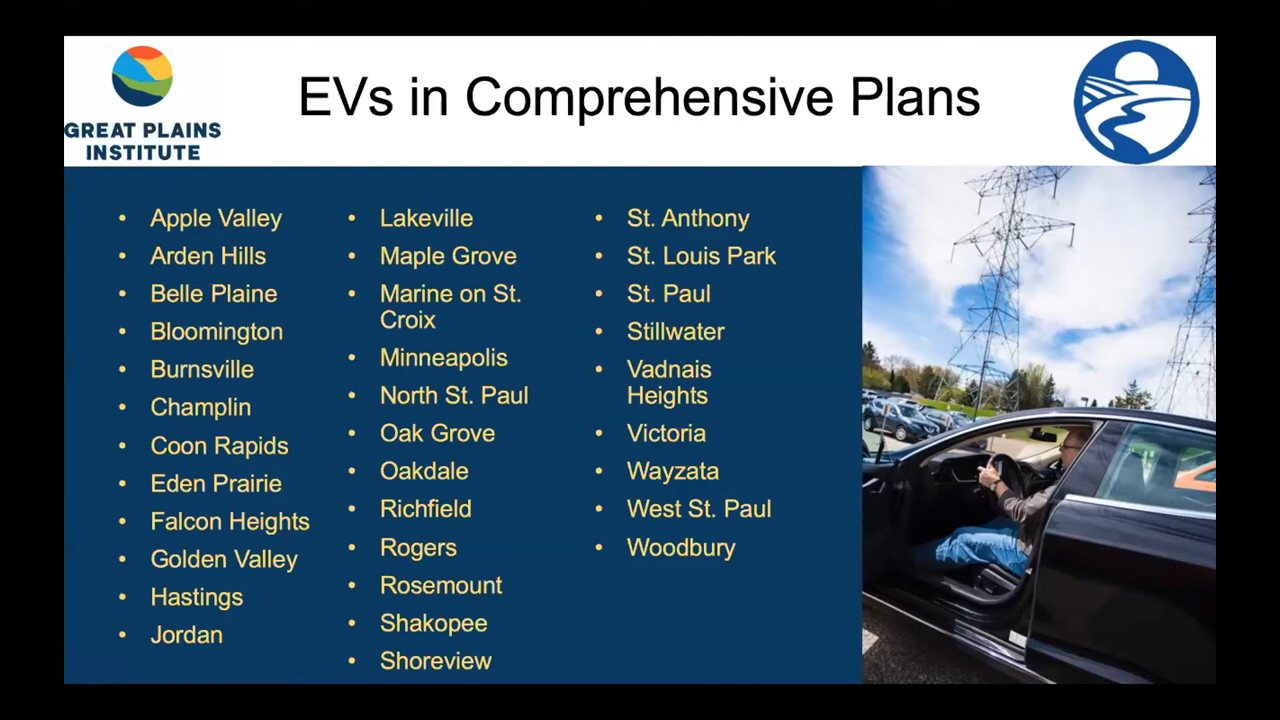 GREAT PLAINS
INSTITUTE
EVs in Comprehensive Plans
• Apple Valley
• Arden Hills
• Belle Plaine
• Bloomington
• Burnsville
• Champlin
• Coon Rapids
• Eden Prairie
• Falcon Heights
• Golden Valley
• Hastings
• Jordan
• Lakeville
• Maple Grove
• Marine on St.
Croix
• Minneapolis
• North St. Paul
• Oak Grove
• Oakdale
• Richfield
• Rogers
• Rosemount
• Shakopee
• Shoreview
• St. Anthony
• St. Louis Park
• St. Paul
• Stillwater
• Vadnais
Heights
• Victoria
• Wayzata
• West St. Paul
• Woodbury